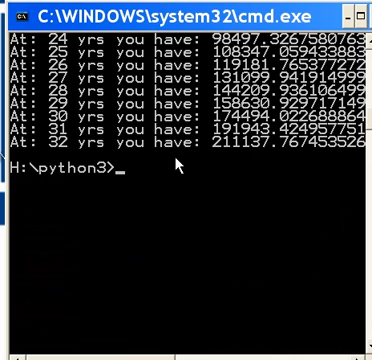 C:\WINDOWS\system32\cmd.exe
At: 24 yrs you have: 98497.3267580763
At: 25 yrs you have: 108347.059433883
At: 26 yrs you have: 119181.765377272
At: 27 yrs you have: 131099.941914999
At: 28 yrs you have: 144209.936106499
At: 29 yrs you have: 158630.929717149
At: 30 yrs you have: 174494.022688864
At: 31 yrs you have: 191943.424957751
At: 32 yrs you have: 211137.767453526
H:\python3>_